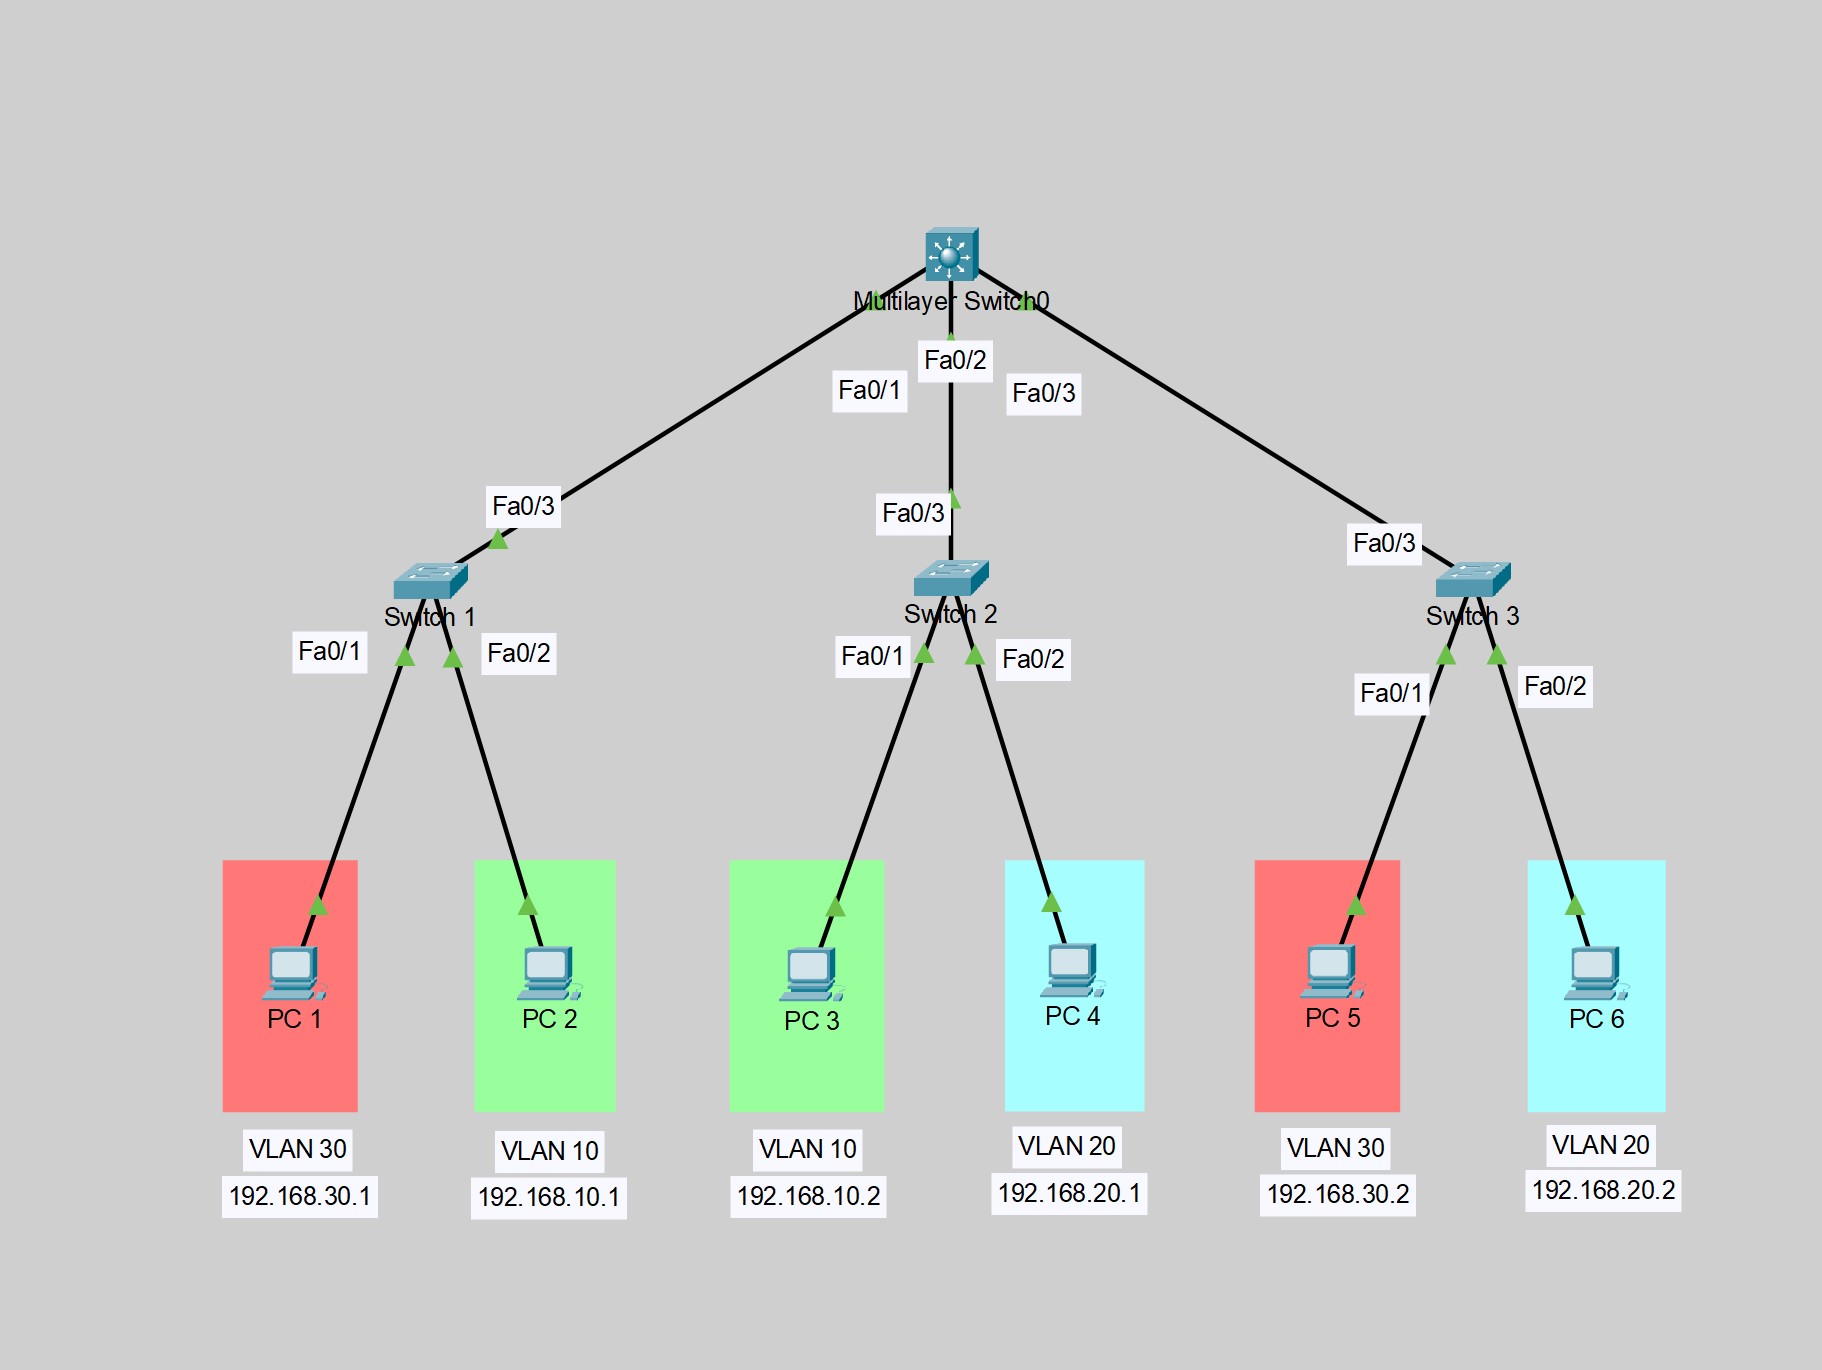 Multilayer Switch0
Fa0/2
Fa0/1
Fa0/3
Fa0/3
Fa0/3
Fa0/3
Switch 1
Switch 2
Switch 3
Fa0/1
Fa0/2
Fa0/1
Fa0/2
Fa0/1
Fa0/2
PC 1
PC 2
PC 3
PC 4
PC 5
PC 6
VLAN 30
VLAN 10
VLAN 10
VLAN 20
VLAN 30
VLAN 20
192.168.30.1
192.168.10.1
192.168.10.2
192.168.20.1
192.168.30.2
192.168.20.2